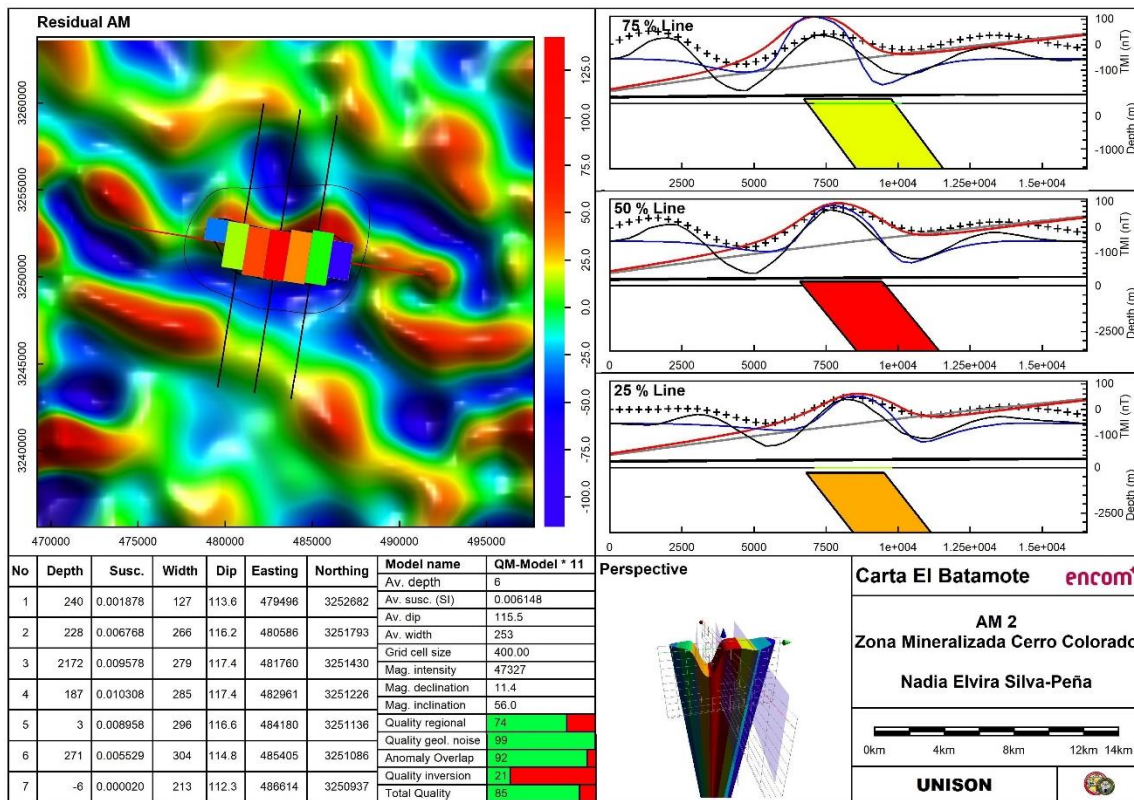 Residual AM
3260000
3255000
3250000
3245000
3240000
470000 475000 480000 485000 490000 495000
125.0
100.0
75.0
50.0
25.0
0.0
-25.0
-50.0
-75.0
-100.0
75 % Line
100
0
-100
TMI (nT)
0
-1000
Depth (m)
2500 5000 7500 1e+004 1.25e+004 1.5e+004
50 % Line
100
0
-100
TMI (nT)
0
-2500
Depth (m)
0 2500 5000 7500 1e+004 1.25e+004 1.5e+004
25 % Line
100
0
-100
TMI (nT)
0
-2500
Depth (m)
0 2500 5000 7500 1e+004 1.25e+004 1.5e+004
No Depth Susc. Width Dip Easting Northing
1 240 0.001878 127 113.6 479496 3252682
2 228 0.006768 266 116.2 480586 3251793
3 2172 0.009578 279 117.4 481760 3251430
4 187 0.010308 285 117.4 482961 3251226
5 3 0.008958 296 116.6 484180 3251136
6 271 0.005529 304 114.8 485405 3251086
7 -6 0.000020 213 112.3 486614 3250937
Model name QM-Model * 11
Av. depth 6
Av. susc. (SI) 0.006148
Av. dip 115.5
Av. width 253
Grid cell size 400.00
Mag. intensity 47327
Mag. declination 11.4
Mag. inclination 56.0
Quality regional 74
Quality geol. noise 99
Anomaly Overlap 92
Quality inversion 21
Total Quality 85
Perspective
Carta El Batamote encom
AM 2
Zona Mineralizada Cerro Colorado
Nadia Elvira Silva-Peña
0km 4km 8km 12km 14km
UNISON